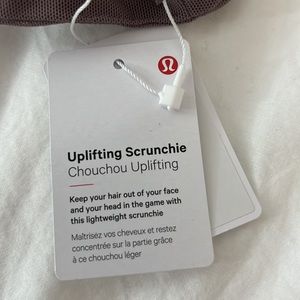 Uplifting Scrunchie
Chouchou Uplifting
Keep your hair out of your face
and your head in the game with
this lightweight scrunchie
Maîtrisez vos cheveux et restez
concentrée sur la partie grâce
à ce chouchou léger